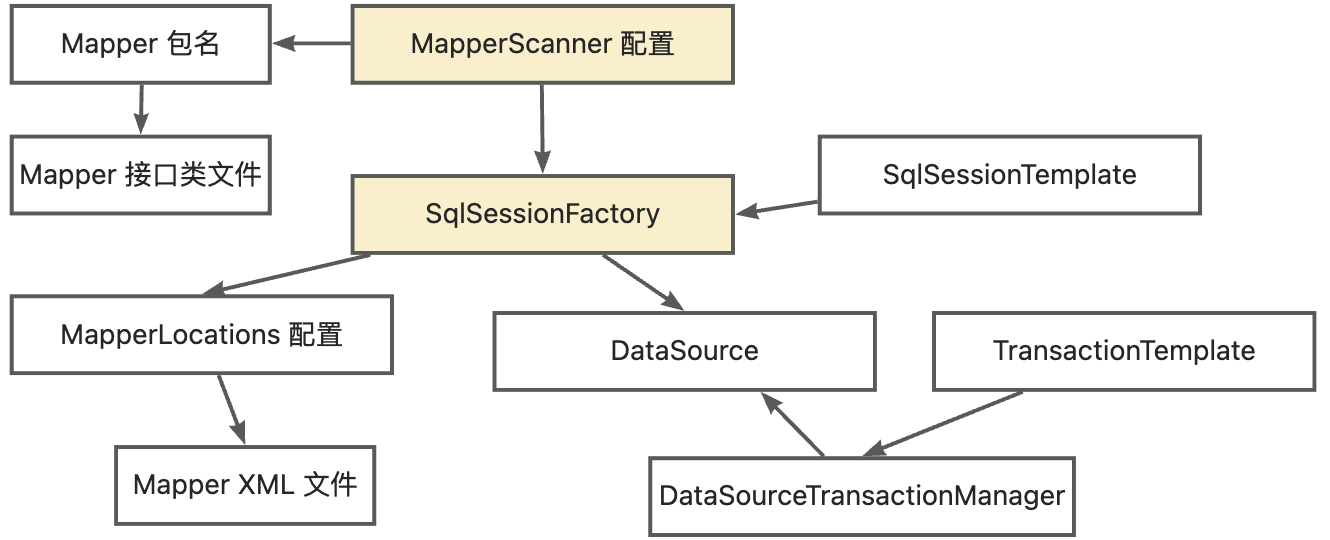 Mapper 包名
MapperScanner 配置
Mapper 接口类文件
SqlSessionTemplate
SqlSessionFactory
MapperLocations 配置
DataSource
TransactionTemplate
Mapper XML 文件
DataSourceTransactionManager